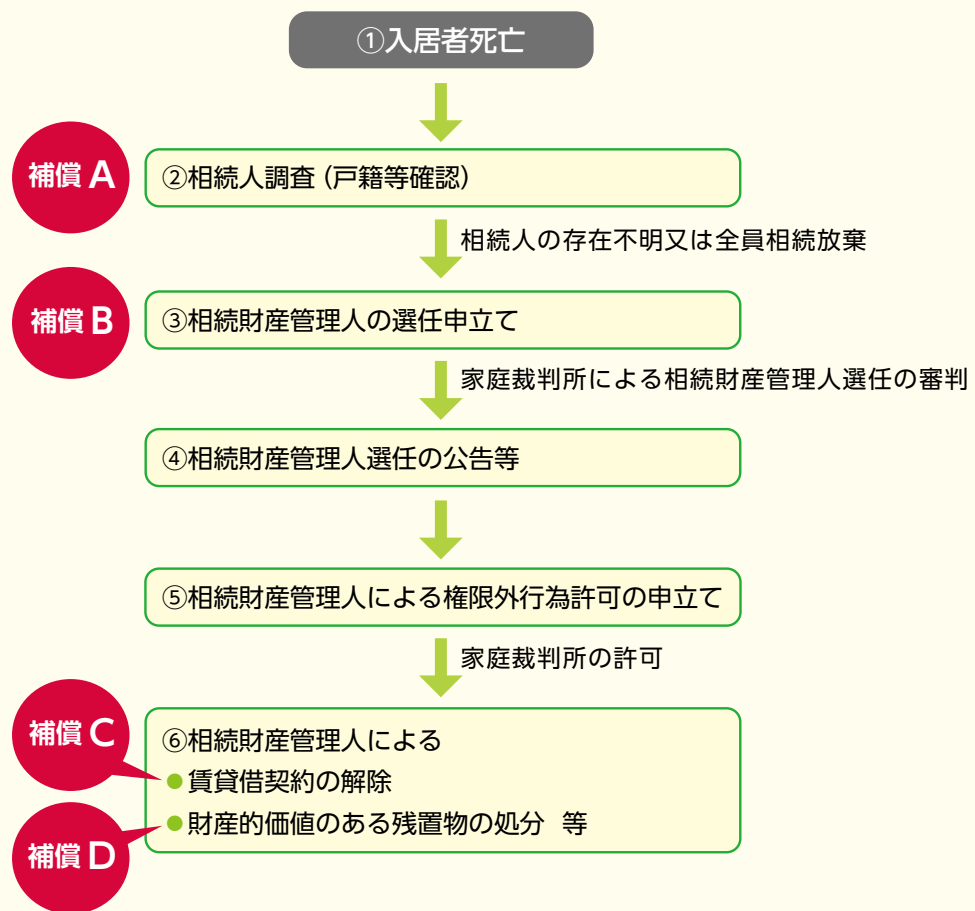 ①入居者死亡
補償 A
②相続人調査（戸籍等確認）
相続人の存在不明又は全員相続放棄
補償 B
③相続財産管理人の選任申立て
家庭裁判所による相続財産管理人選任の審判
④相続財産管理人選任の公告等
⑤相続財産管理人による権限外行為許可の申立て
家庭裁判所の許可
補償 C
⑥相続財産管理人による
●賃貸借契約の解除
●財産的価値のある残置物の処分 等
補償 D